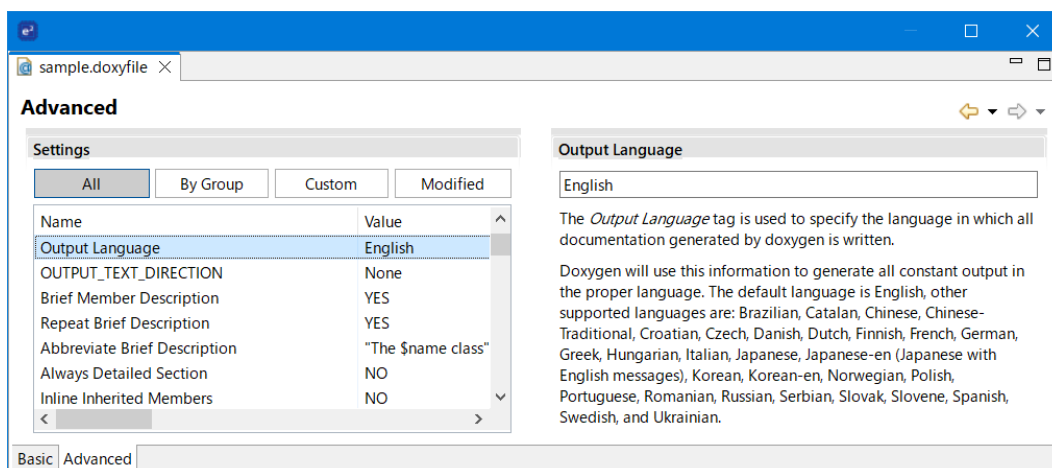 e²
sample.doxyfile
Advanced
Settings
All By Group Custom Modified
Name Value
Output Language English
OUTPUT_TEXT_DIRECTION None
Brief Member Description YES
Repeat Brief Description YES
Abbreviate Brief Description "The $name class"
Always Detailed Section NO
Inline Inherited Members NO
Output Language
English
The Output Language tag is used to specify the language in which all
documentation generated by doxygen is written.
Doxygen will use this information to generate all constant output in
the proper language. The default language is English, other
supported languages are: Brazilian, Catalan, Chinese, Chinese-
Traditional, Croatian, Czech, Danish, Dutch, Finnish, French, German,
Greek, Hungarian, Italian, Japanese, Japanese-en (Japanese with
English messages), Korean, Korean-en, Norwegian, Polish,
Portuguese, Romanian, Russian, Serbian, Slovak, Slovene, Spanish,
Swedish, and Ukrainian.
Basic Advanced